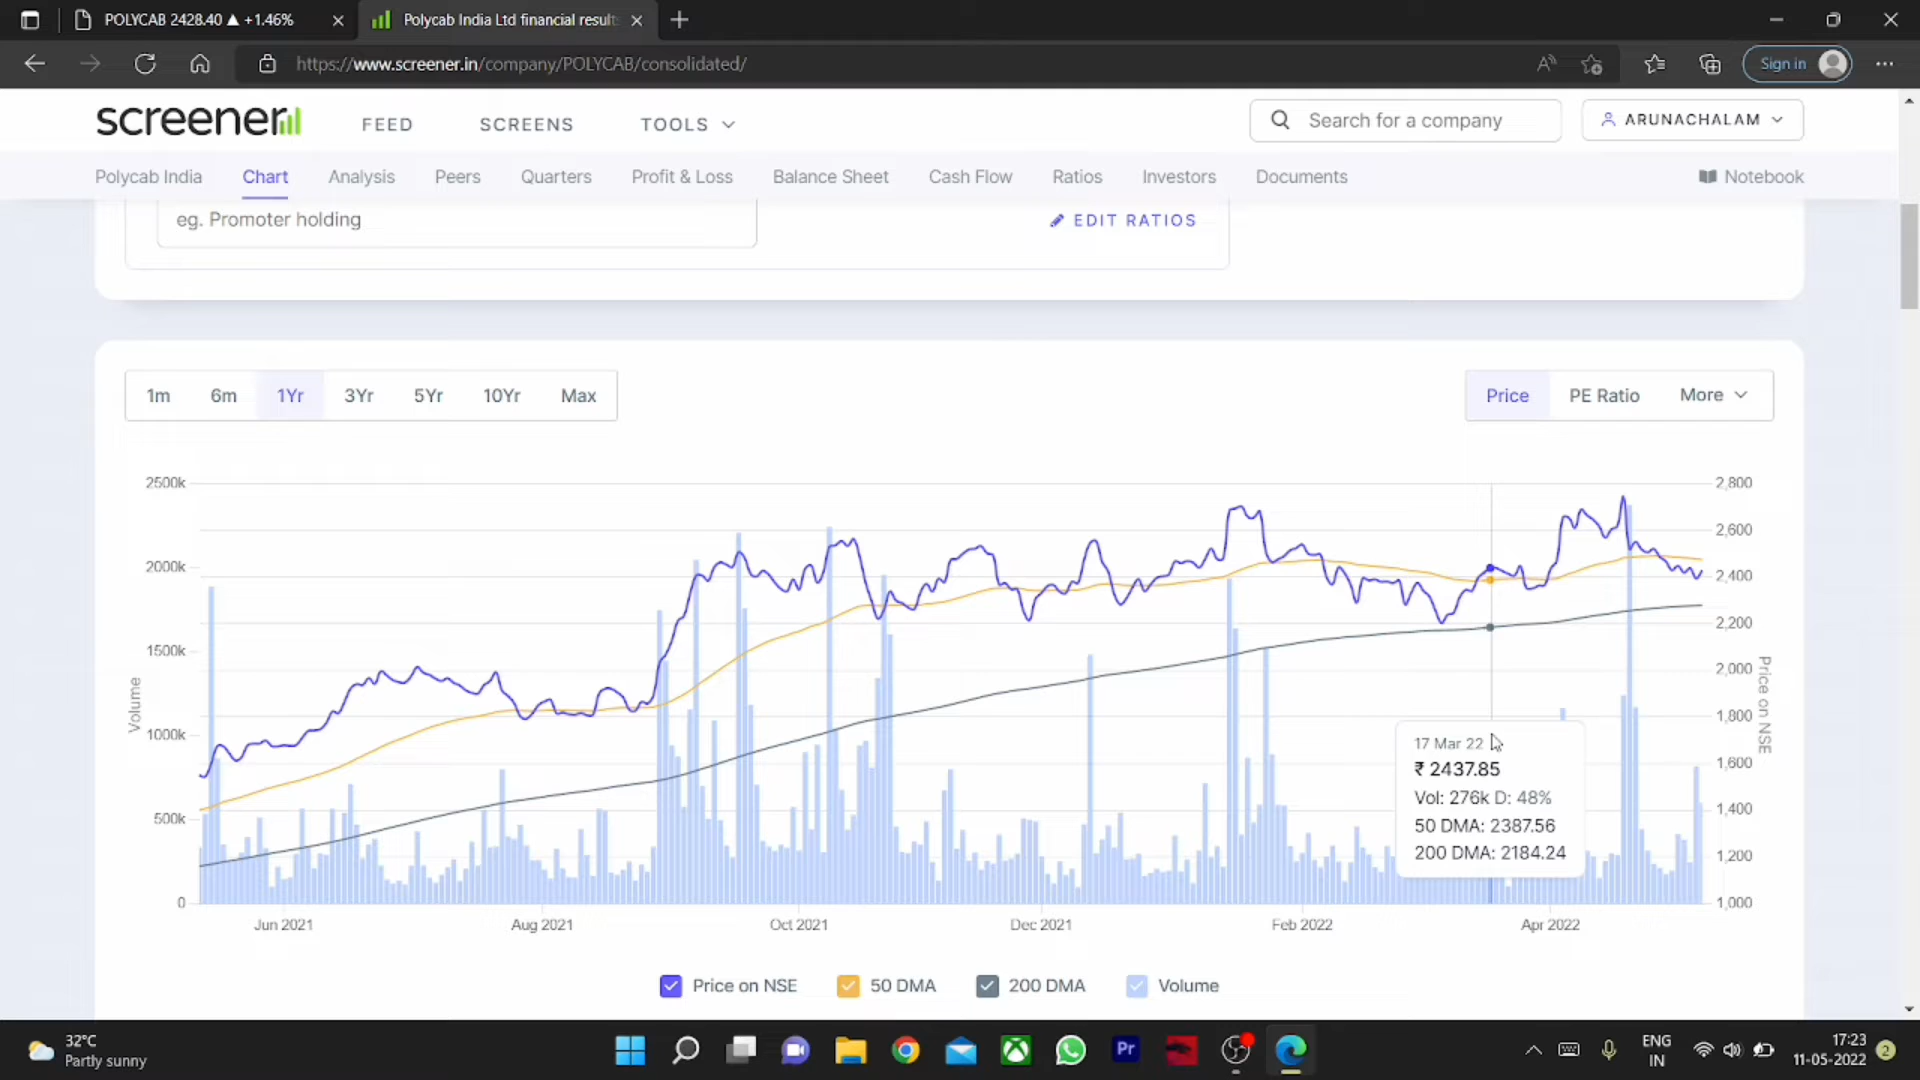 POLYCAB 2428.40 ▲ +1.46%
Polycab India Ltd financial result
https://www.screener.in/company/POLYCAB/consolidated/
Sign in
screener
FEED SCREENS TOOLS
Search for a company
ARUNACHALAM
Polycab India Chart Analysis Peers Quarters Profit & Loss Balance Sheet Cash Flow Ratios Investors Documents Notebook
eg. Promoter holding
EDIT RATIOS
1m 6m 1Yr 3Yr 5Yr 10Yr Max
Price PE Ratio More
2500k
2000k
1500k
1000k
500k
0
Volume
2,800
2,600
2,400
2,200
2,000
1,800
1,600
1,400
1,200
1,000
Price on NSE
17 Mar 22
₹ 2437.85
Vol: 276k D: 48%
50 DMA: 2387.56
200 DMA: 2184.24
Jun 2021 Aug 2021 Oct 2021 Dec 2021 Feb 2022 Apr 2022
Price on NSE 50 DMA 200 DMA Volume
32°C
Partly sunny
Pr
ENG
IN
17:23
11-05-2022
2